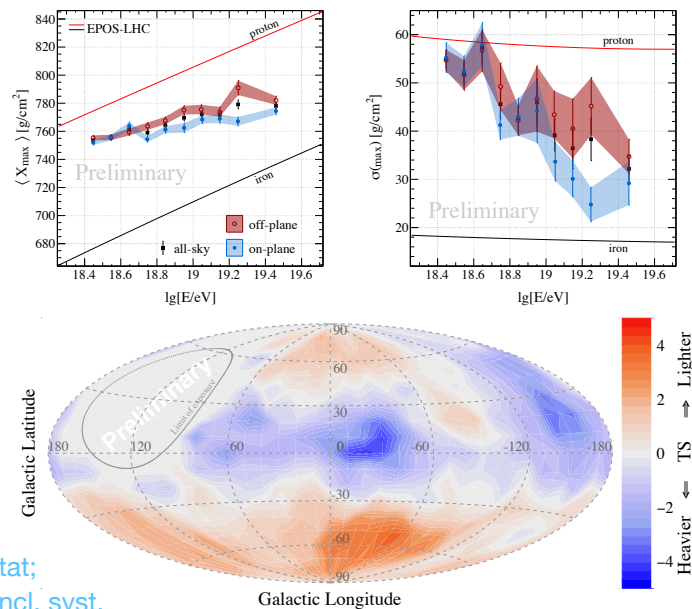 840
820
800
780
760
740
720
700
680
EPOS-LHC
proton
iron
Preliminary
off-plane
all-sky
on-plane
⟨ Xmax ⟩ [g/cm²]
18.4 18.6 18.8 19 19.2 19.4 19.6
lg[E/eV]
60
50
40
30
20
proton
Preliminary
iron
σ(max) [g/cm²]
18.4 18.6 18.8 19 19.2 19.4 19.6
lg[E/eV]
90
60
30
180 120 60 0 -60 -120 -180
30
60
90
Preliminary
Limit of exposure
Galactic Latitude
Galactic Longitude
4
2
0
−2
−4
Heavier ⇐ TS ⇒ Lighter
tat;
ncl. syst.